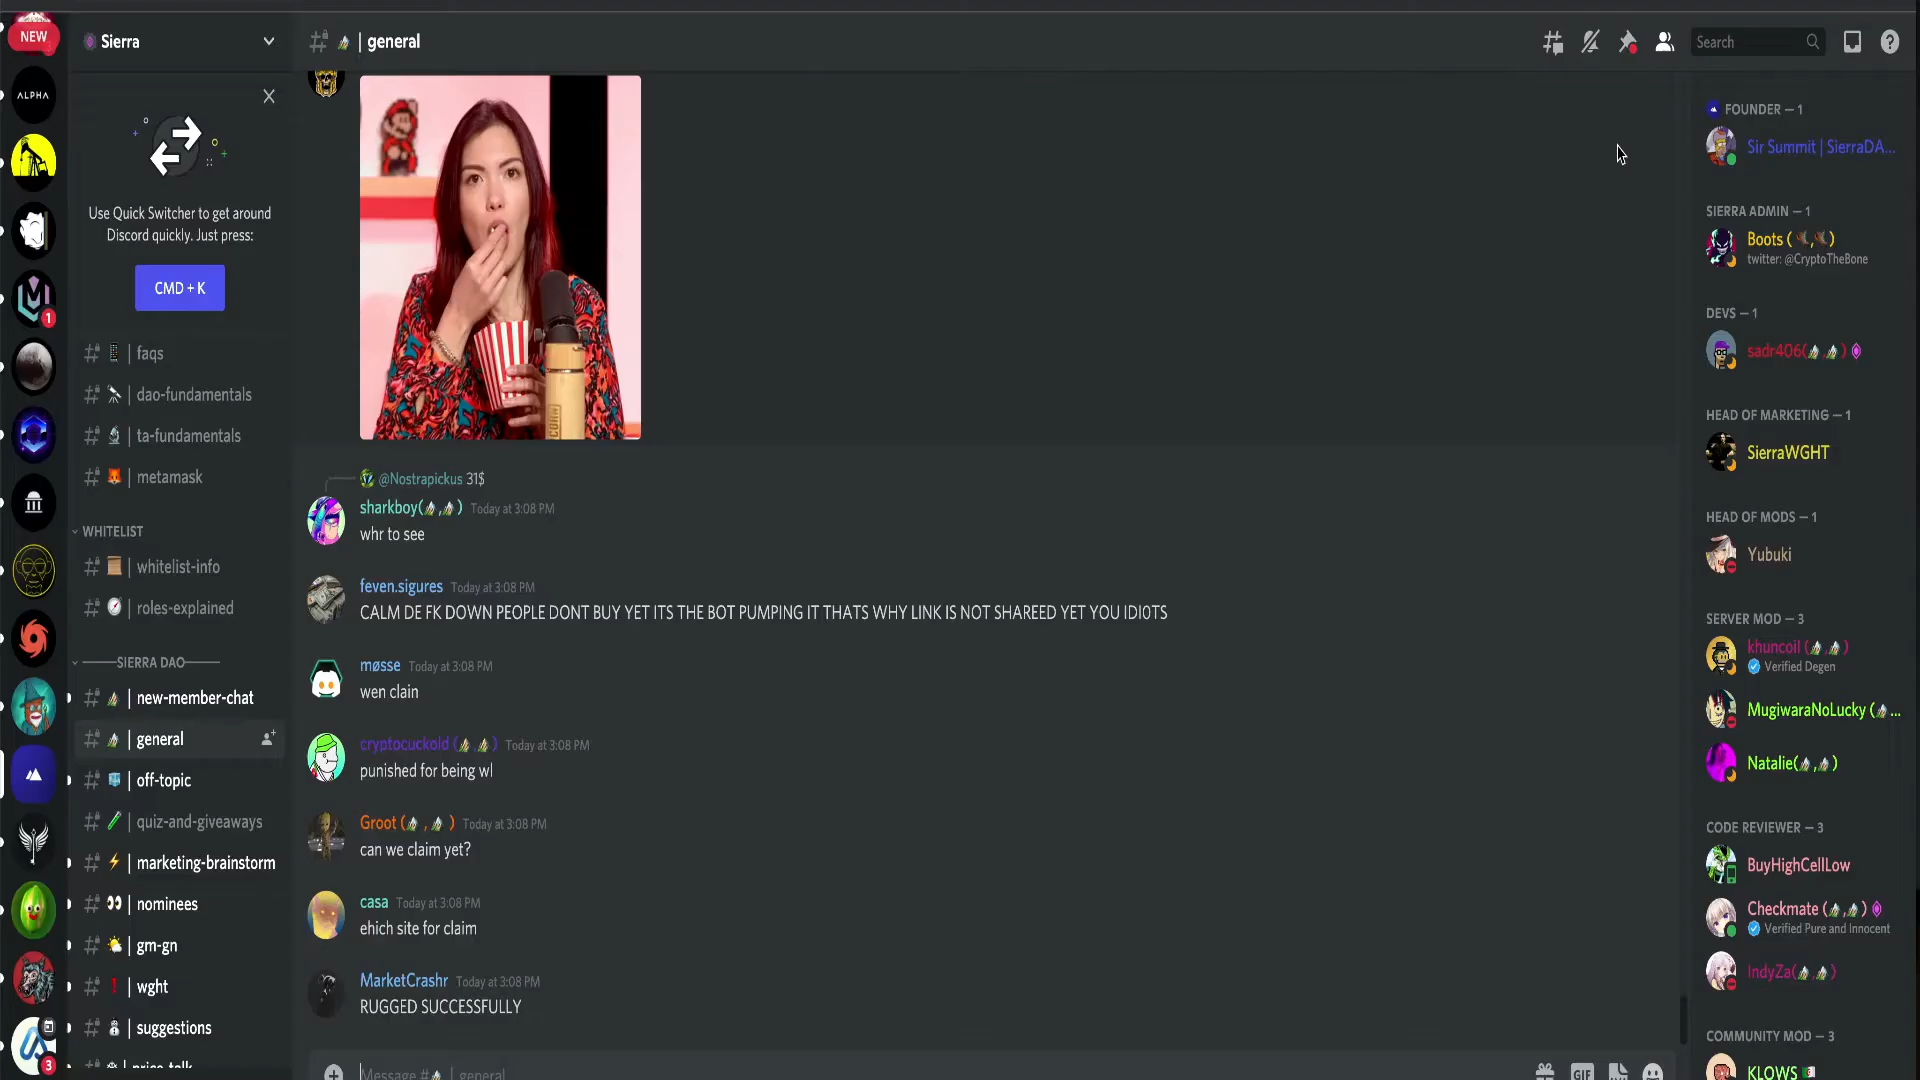 NEW
Sierra
| general
Search
ALPHA
Use Quick Switcher to get around
Discord quickly. Just press:
CMD + K
| faqs
| dao-fundamentals
| ta-fundamentals
| metamask
WHITELIST
| whitelist-info
| roles-explained
SIERRA DAO
| new-member-chat
| general
| off-topic
| quiz-and-giveaways
| marketing-brainstorm
| nominees
| gm-gn
| wght
| suggestions
| price-talk
1
3
@Nostrapickus 31$
sharkboy(⛰️,⛰️) Today at 3:08 PM
whr to see
feven.sigures Today at 3:08 PM
CALM DE FK DOWN PEOPLE DONT BUY YET ITS THE BOT PUMPING IT THATS WHY LINK IS NOT SHAREED YET YOU IDI0TS
møsse Today at 3:08 PM
wen clain
cryptocuckold (⛰️,⛰️) Today at 3:08 PM
punished for being wl
Groot (⛰️,⛰️) Today at 3:08 PM
can we claim yet?
casa Today at 3:08 PM
ehich site for claim
MarketCrashr Today at 3:08 PM
RUGGED SUCCESSFULLY
Message #⛰️ | general
GIF
FOUNDER — 1
Sir Summit | SierraDA...
SIERRA ADMIN — 1
Boots (🥾,🥾)
twitter: @CryptoTheBone
DEVS — 1
sadr406(⛰️,⛰️)
HEAD OF MARKETING — 1
SierraWGHT
HEAD OF MODS — 1
Yubuki
SERVER MOD — 3
khuncoil (⛰️,⛰️)
Verified Degen
MugiwaraNoLucky (⛰️...
Natalie(⛰️,⛰️)
CODE REVIEWER — 3
BuyHighCellLow
Checkmate (⛰️,⛰️)
Verified Pure and Innocent
IndyZa(⛰️,⛰️)
COMMUNITY MOD — 3
KLOWS